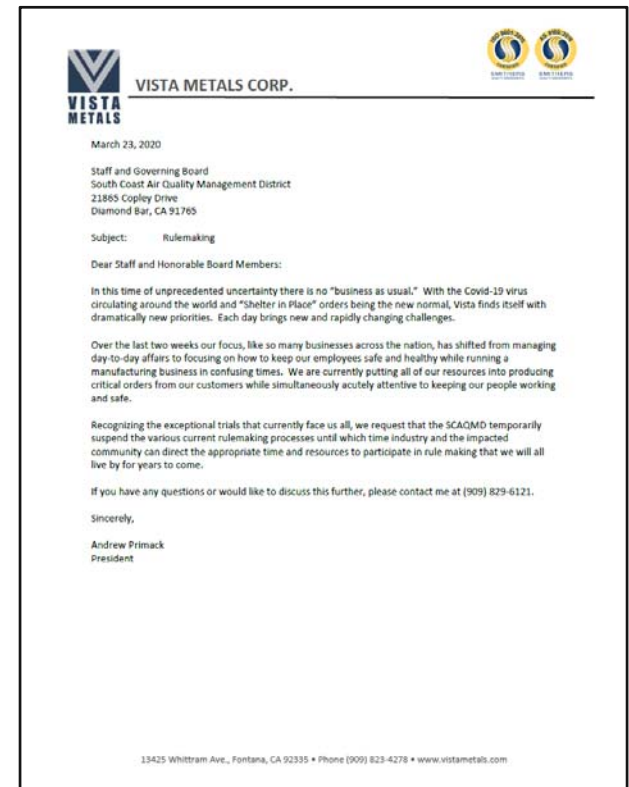 VISTA METALS CORP.
VISTA
METALS
March 23, 2020
Staff and Governing Board
South Coast Air Quality Management District
21865 Copley Drive
Diamond Bar, CA 91765
Subject: Rulemaking
Dear Staff and Honorable Board Members:
In this time of unprecedented uncertainty there is no "business as usual." With the Covid-19 virus
circulating around the world and "Shelter in Place" orders being the new normal, Vista finds itself with
dramatically new priorities. Each day brings new and rapidly changing challenges.
Over the last two weeks our focus, like so many businesses across the nation, has shifted from managing
day-to-day affairs to focusing on how to keep our employees safe and healthy while running a
manufacturing business in confusing times. We are currently putting all of our resources into producing
critical orders from our customers while simultaneously acutely attentive to keeping our people working
and safe.
Recognizing the exceptional trials that currently face us all, we request that the SCAQMD temporarily
suspend the various current rulemaking processes until which time industry and the impacted
community can direct the appropriate time and resources to participate in rule making that we will all
live by for years to come.
If you have any questions or would like to discuss this further, please contact me at (909) 829-6121.
Sincerely,
Andrew Primack
President
13425 Whittram Ave., Fontana, CA 92335 • Phone (909) 823-4278 • www.vistametals.com